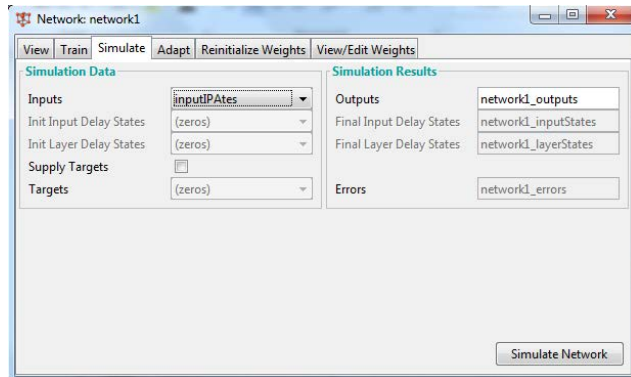 Network: network1
View Train Simulate Adapt Reinitialize Weights View/Edit Weights
Simulation Data
Inputs inputIPAtes
Init Input Delay States (zeros)
Init Layer Delay States (zeros)
Supply Targets
Targets (zeros)
Simulation Results
Outputs network1_outputs
Final Input Delay States network1_inputStates
Final Layer Delay States network1_layerStates
Errors network1_errors
Simulate Network